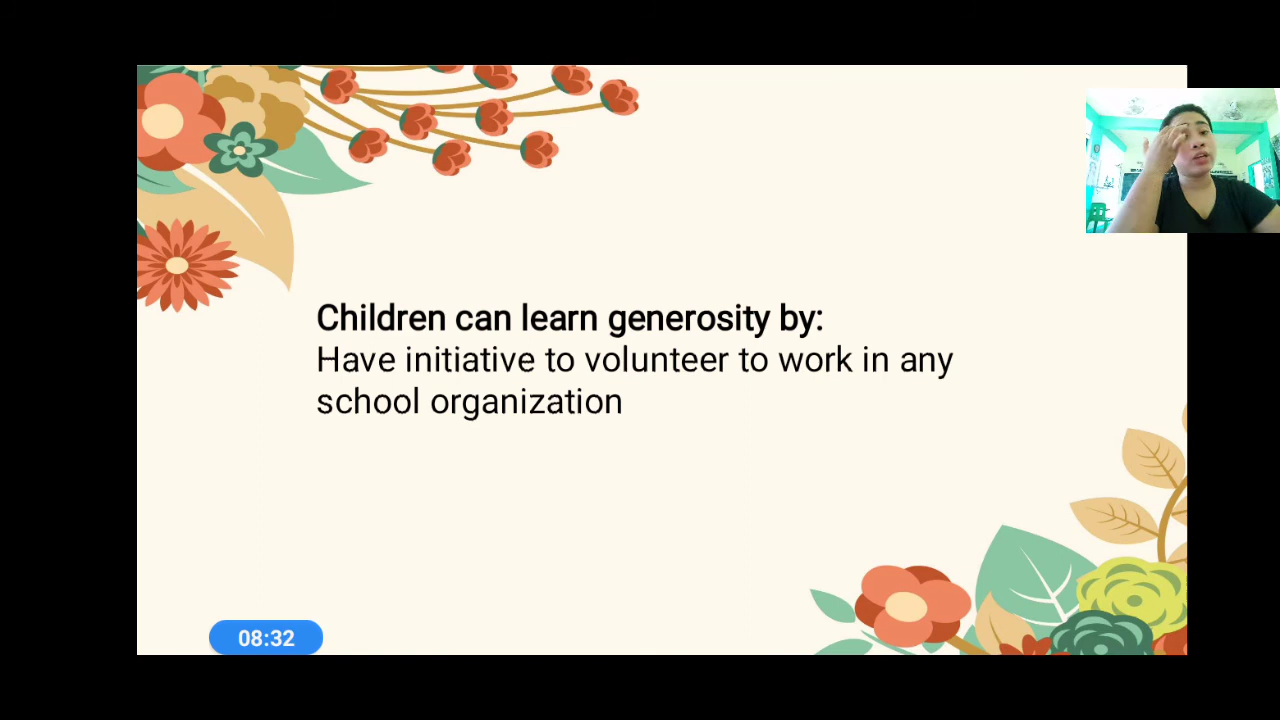 Children can learn generosity by:
Have initiative to volunteer to work in any
school organization
08:32